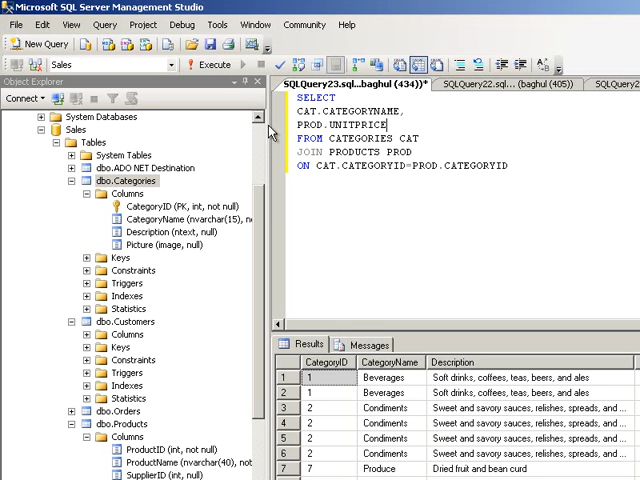 Microsoft SQL Server Management Studio
File Edit View Query Project Debug Tools Window Community Help
New Query
Sales Execute
Object Explorer
Connect
System Databases
Sales
Tables
System Tables
dbo.ADO NET Destination
dbo.Categories
Columns
CategoryID (PK, int, not null)
CategoryName (nvarchar(15), no
Description (ntext, null)
Picture (image, null)
Keys
Constraints
Triggers
Indexes
Statistics
dbo.Customers
Columns
Keys
Constraints
Triggers
Indexes
Statistics
dbo.Orders
dbo.Products
Columns
ProductID (int, not null)
ProductName (nvarchar(40), no
SupplierID (int, null)
SQLQuery23.sql...baghul (434))* SQLQuery22.sql... (baghul (405)) SQLQuery
SELECT
CAT.CATEGORYNAME,
PROD.UNITPRICE
FROM CATEGORIES CAT
JOIN PRODUCTS PROD
ON CAT.CATEGORYID=PROD.CATEGORYID
Results Messages
CategoryID CategoryName Description
1 1 Beverages Soft drinks, coffees, teas, beers, and ales
2 1 Beverages Soft drinks, coffees, teas, beers, and ales
3 2 Condiments Sweet and savory sauces, relishes, spreads, and ...
4 2 Condiments Sweet and savory sauces, relishes, spreads, and ...
5 2 Condiments Sweet and savory sauces, relishes, spreads, and ...
6 2 Condiments Sweet and savory sauces, relishes, spreads, and ...
7 7 Produce Dried fruit and bean curd